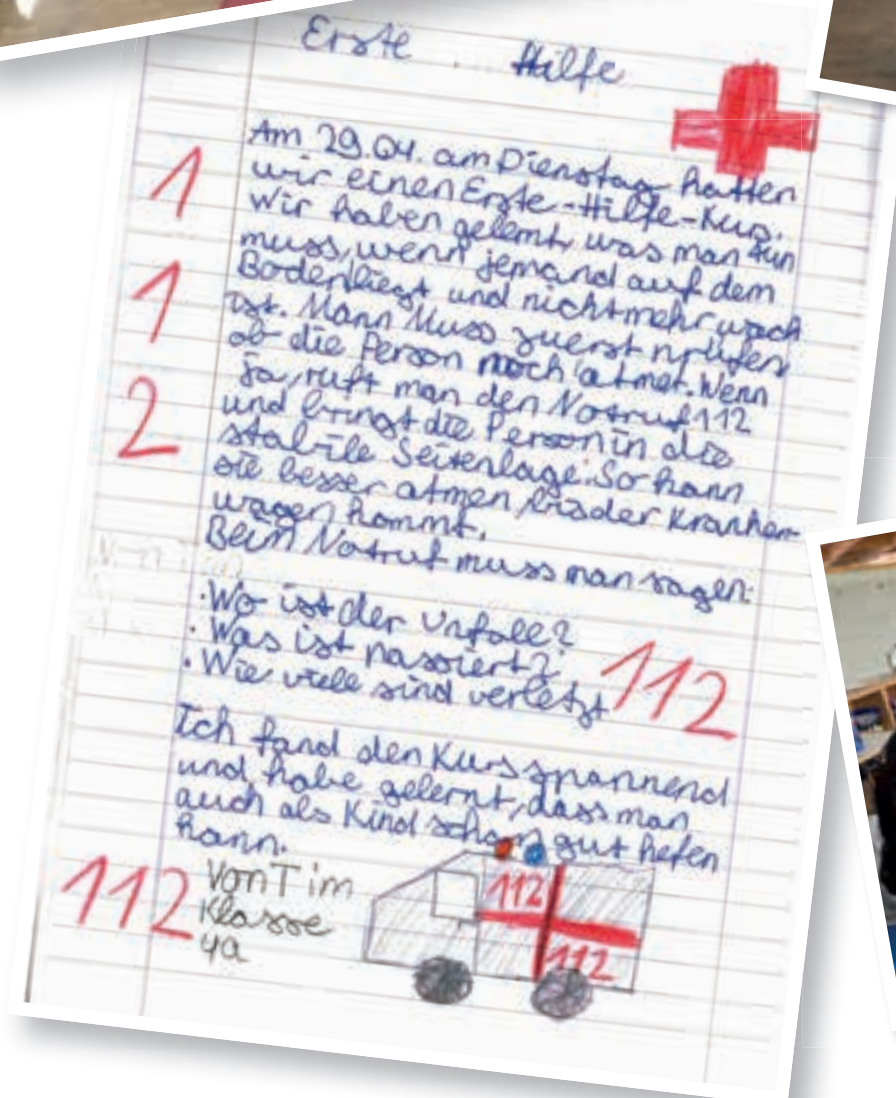 Erste Hilfe
Am 29.04. am Dienstag hatten
wir einen Erste-Hilfe-Kurs.
Wir haben gelernt, was man tun
muss, wenn jemand auf dem
Boden liegt und nicht mehr wach
ist. Mann Muss zuerst prüfen
ob die Person noch atmet. Wenn
ja, ruft man den Notruf 112
und bringt die Person in die
stabile Seitenlage. So kann
sie besser atmen, bis der Kranken-
wagen kommt.
Beim Notruf muss man sagen:
·Wo ist der Unfall?
·Was ist passiert?
·Wie viele sind verletzt
Ich fand den Kurs spannend
und habe gelernt, dass man
auch als Kind schon gut helfen
kann.
Von Tim
Klasse
4a
1
1
2
112
112
112
112